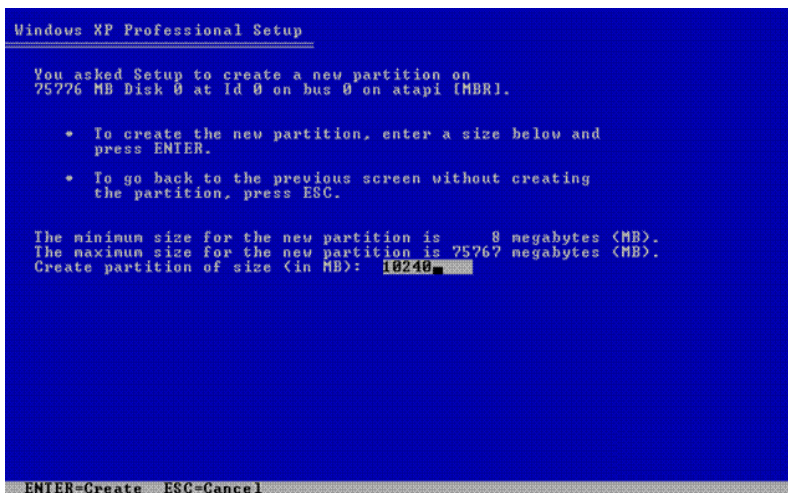 Windows XP Professional Setup
You asked Setup to create a new partition on
75776 MB Disk 0 at Id 0 on bus 0 on atapi [MBR].
• To create the new partition, enter a size below and
press ENTER.
• To go back to the previous screen without creating
the partition, press ESC.
The minimum size for the new partition is 8 megabytes (MB).
The maximum size for the new partition is 75767 megabytes (MB).
Create partition of size (in MB): 10240
ENTER=Create ESC=Cancel